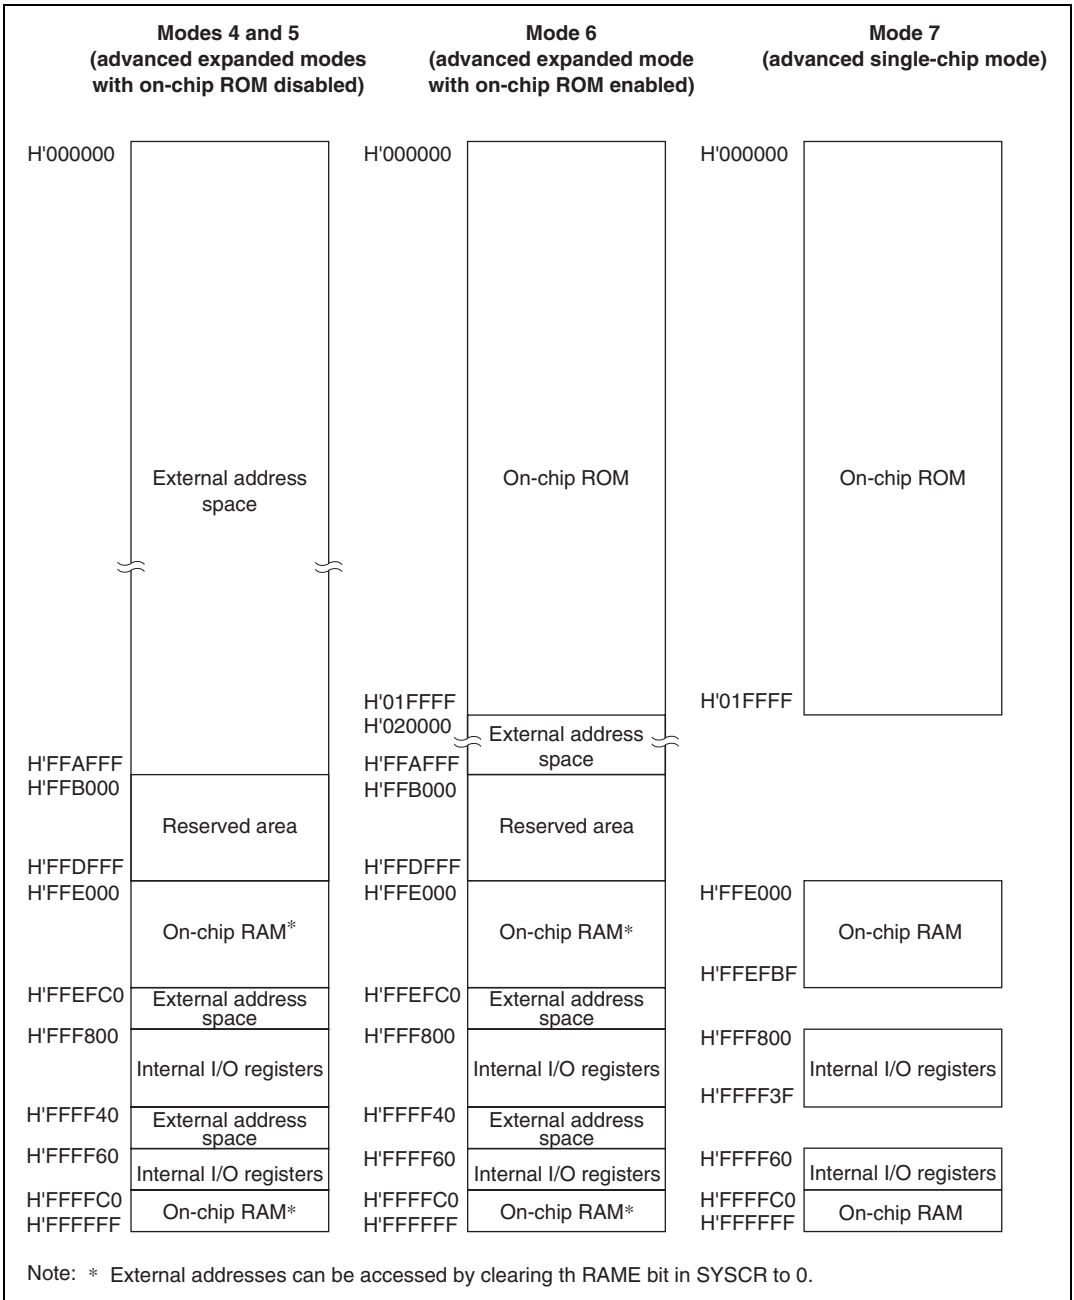 Modes 4 and 5
(advanced expanded modes
with on-chip ROM disabled)
Mode 6
(advanced expanded mode
with on-chip ROM enabled)
Mode 7
(advanced single-chip mode)
H'000000
External address
space
H'FFAFFF
H'FFB000
Reserved area
H'FFDFFF
H'FFE000
On-chip RAM*
H'FFEFC0
External address
space
H'FFF800
Internal I/O registers
H'FFFF40
External address
space
H'FFFF60
Internal I/O registers
H'FFFFC0
On-chip RAM*
H'FFFFFF
H'000000
On-chip ROM
H'01FFFF
H'020000
External address
space
H'FFAFFF
H'FFB000
Reserved area
H'FFDFFF
H'FFE000
On-chip RAM*
H'FFEFC0
External address
space
H'FFF800
Internal I/O registers
H'FFFF40
External address
space
H'FFFF60
Internal I/O registers
H'FFFFC0
On-chip RAM*
H'FFFFFF
H'000000
On-chip ROM
H'01FFFF
H'FFE000
On-chip RAM
H'FFEFBF
H'FFF800
Internal I/O registers
H'FFFF3F
H'FFFF60
Internal I/O registers
H'FFFFC0
On-chip RAM
H'FFFFFF
Note: * External addresses can be accessed by clearing th RAME bit in SYSCR to 0.